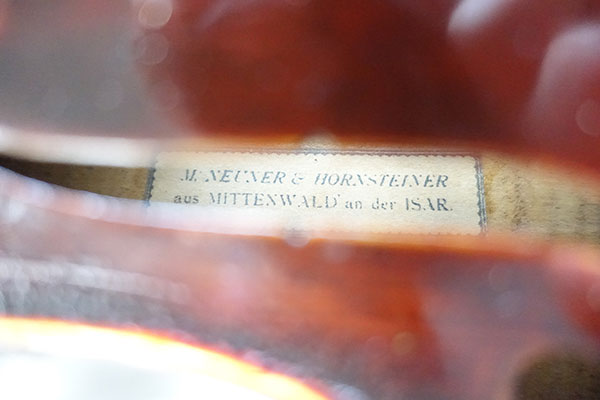 M. NEUNER & HORNSTEINER
aus MITTENWALD an der ISAR.